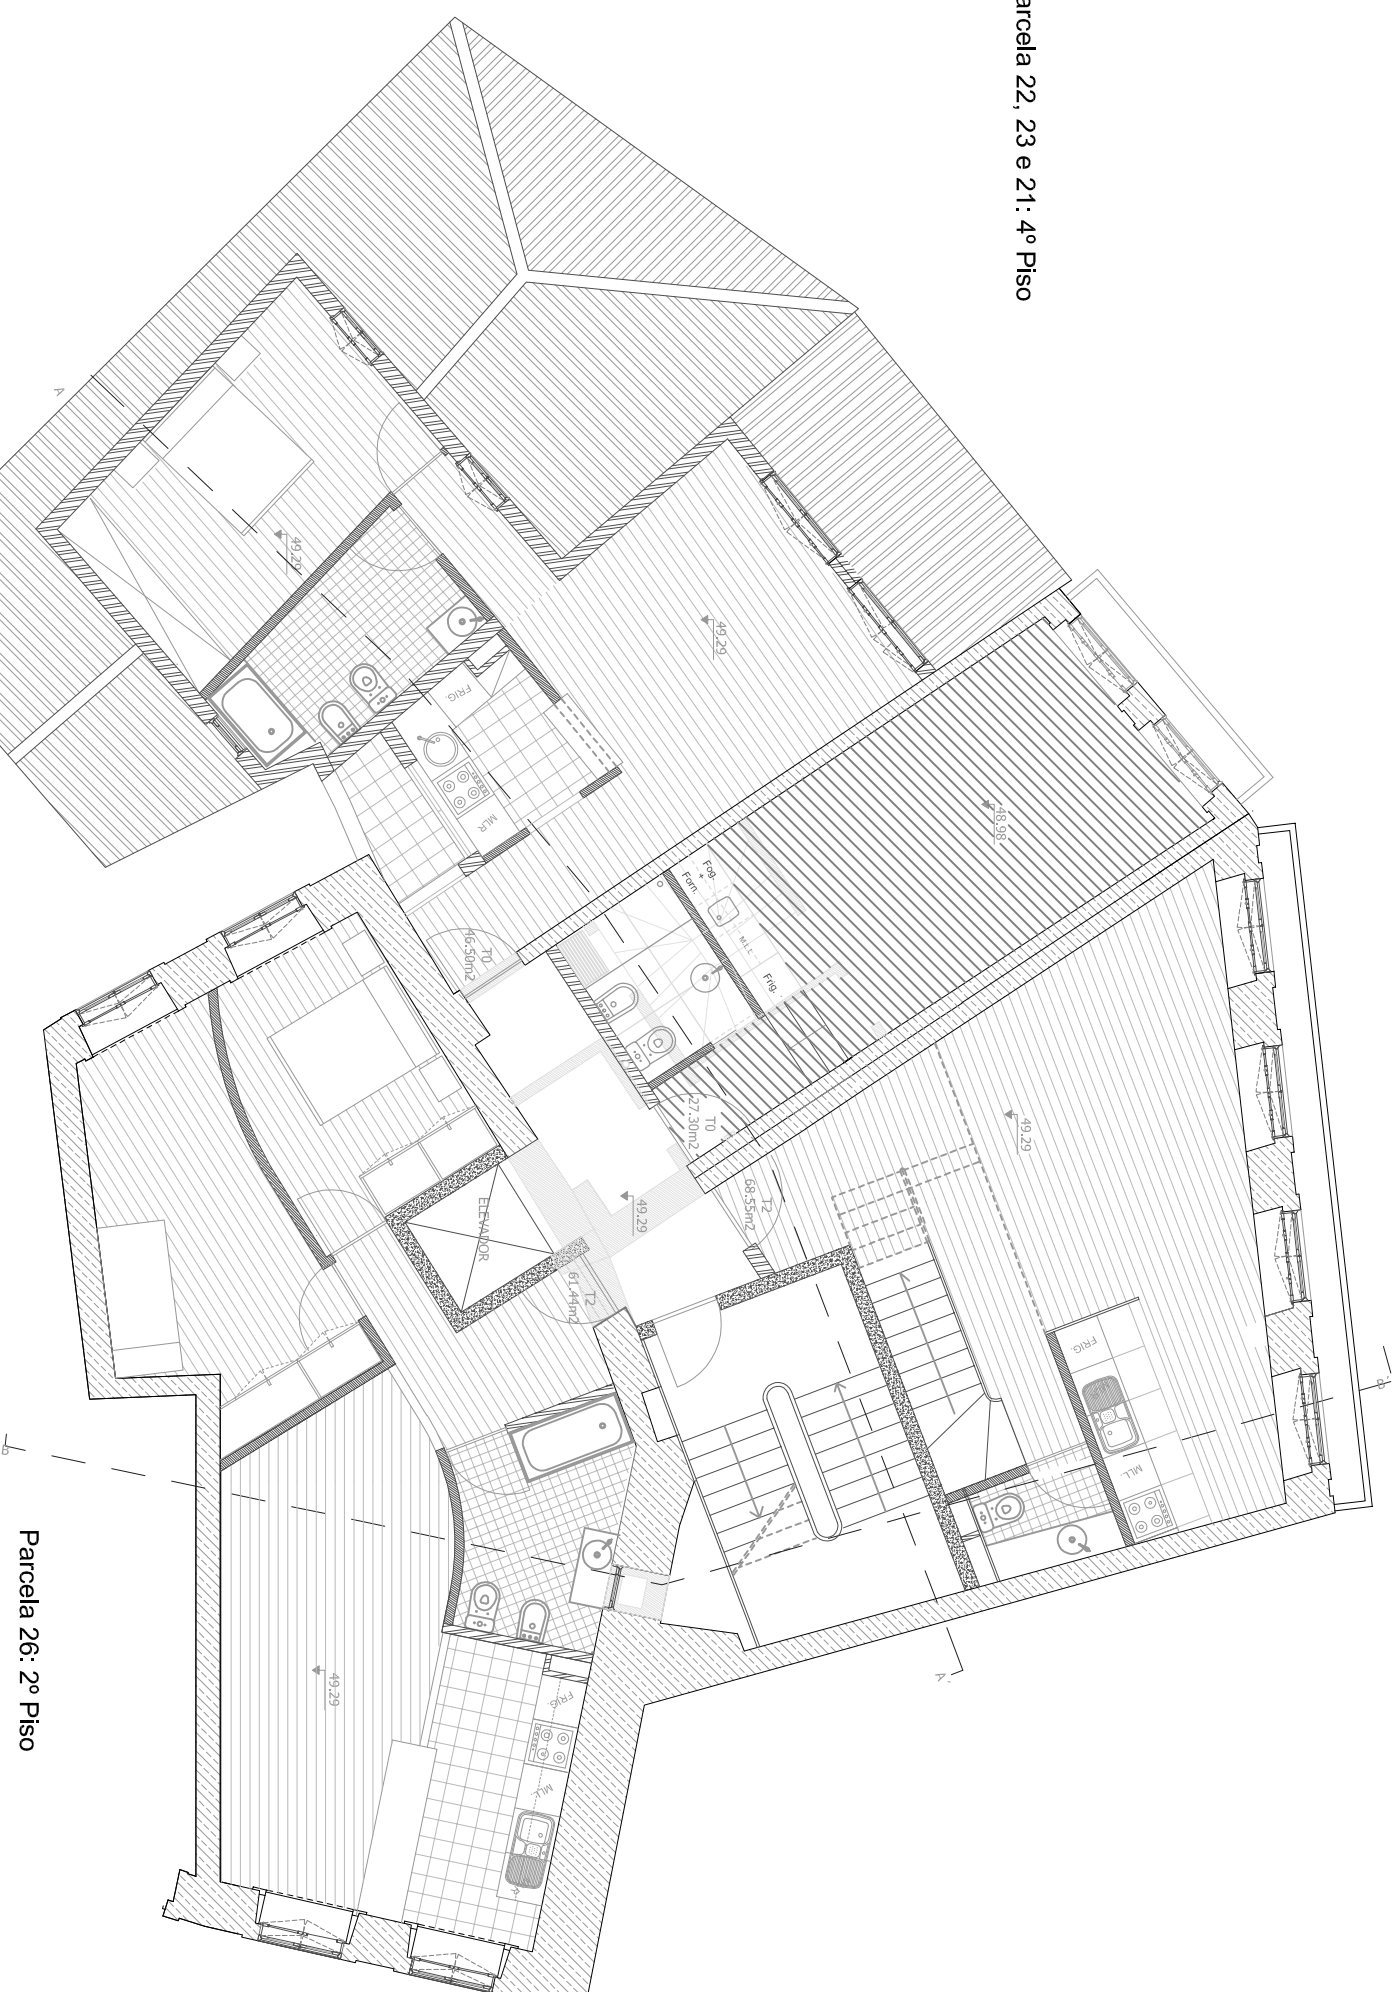 arcela 22, 23 e 21: 4º Piso
A
49.29
49.29
FRIG.
MLR
48.98
Fog.
+
Forn.
M.L.L
Frig.
T0
46.50m2
T0
27.30m2
49.29
T2
68.55m2
49.29
ELEVADOR
T2
61.44m2
FRIG.
MLL
B'
B
A'
49.29
FRIG.
MLL
Parcela 26: 2º Piso